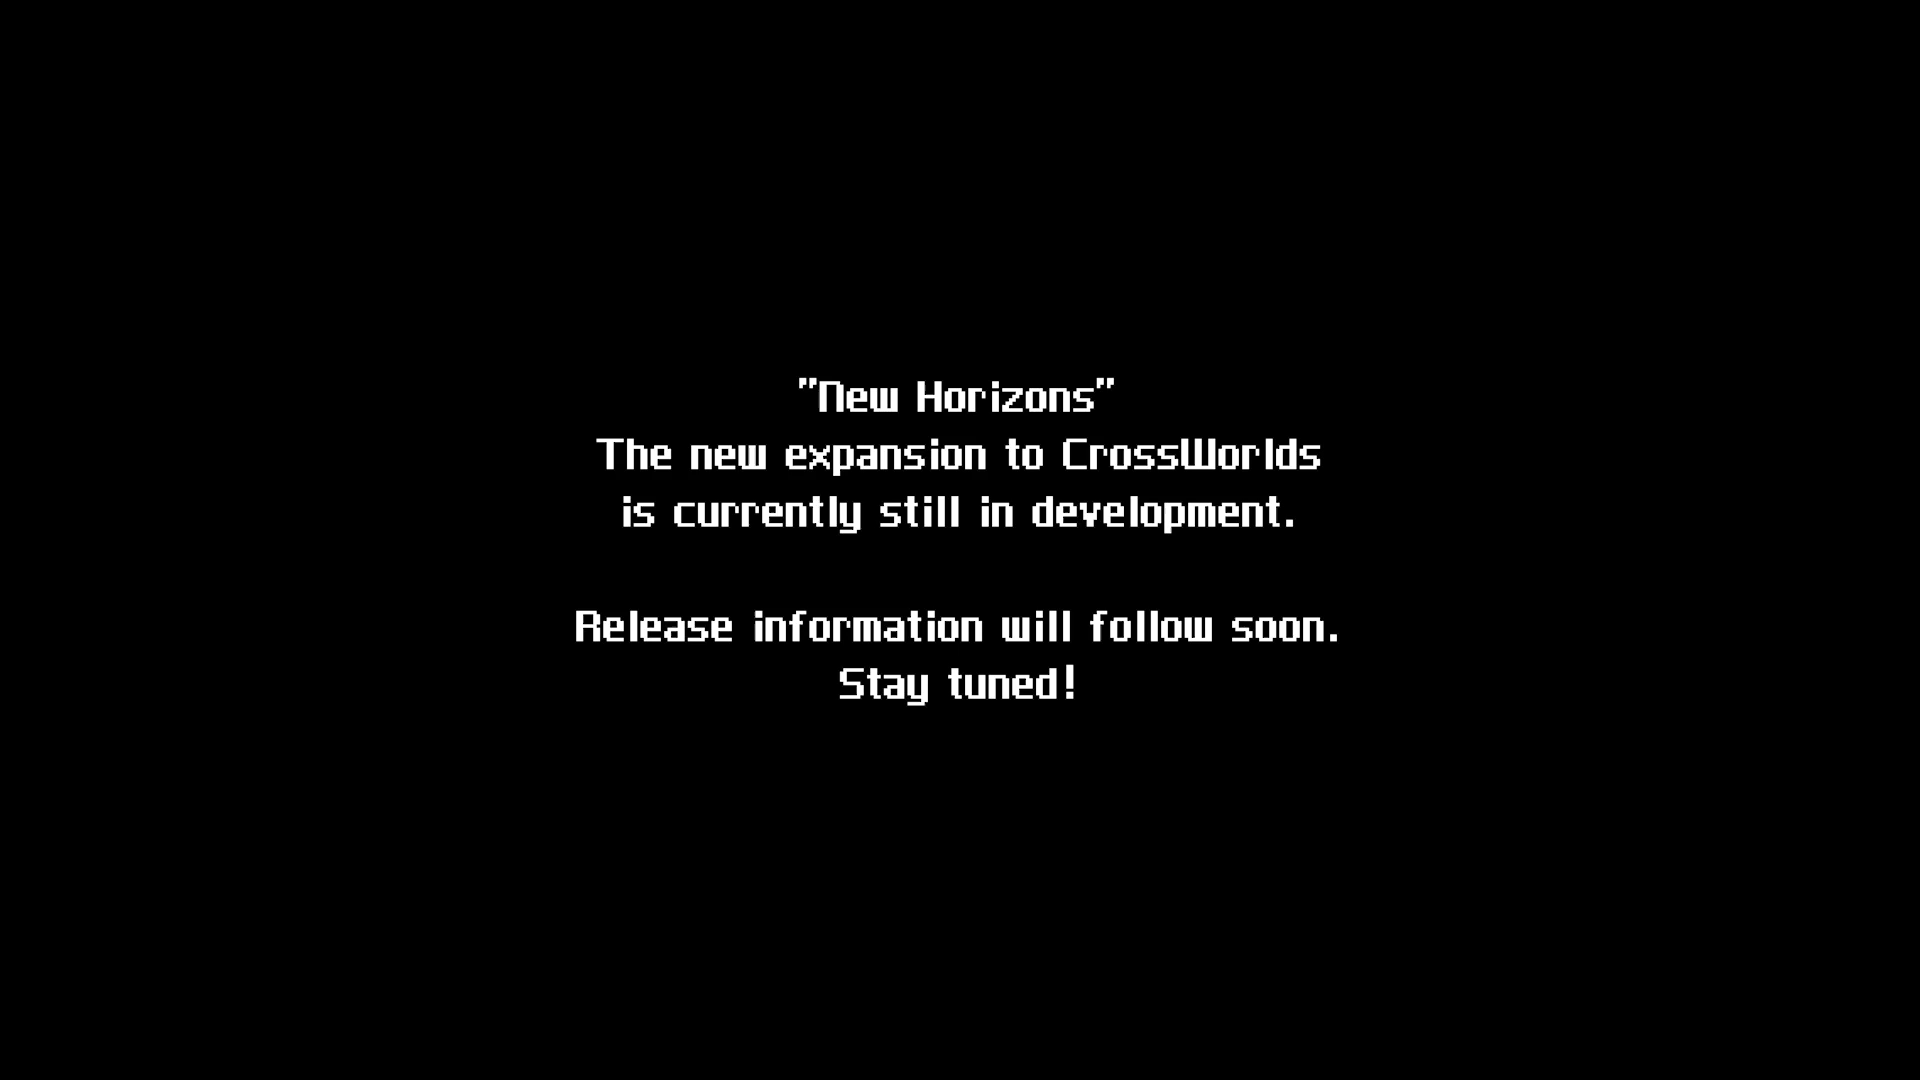 "New Horizons"
The new expansion to CrossWorlds
is currently still in development.
Release information will follow soon.
Stay tuned!